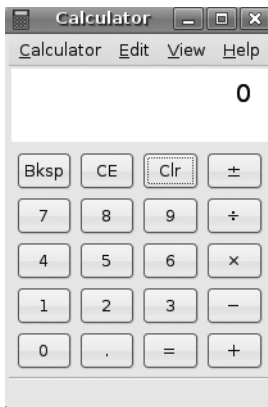 Calculator
Calculator Edit View Help
0
Bksp CE Clr ±
7 8 9 ÷
4 5 6 ×
1 2 3 −
0 . = +